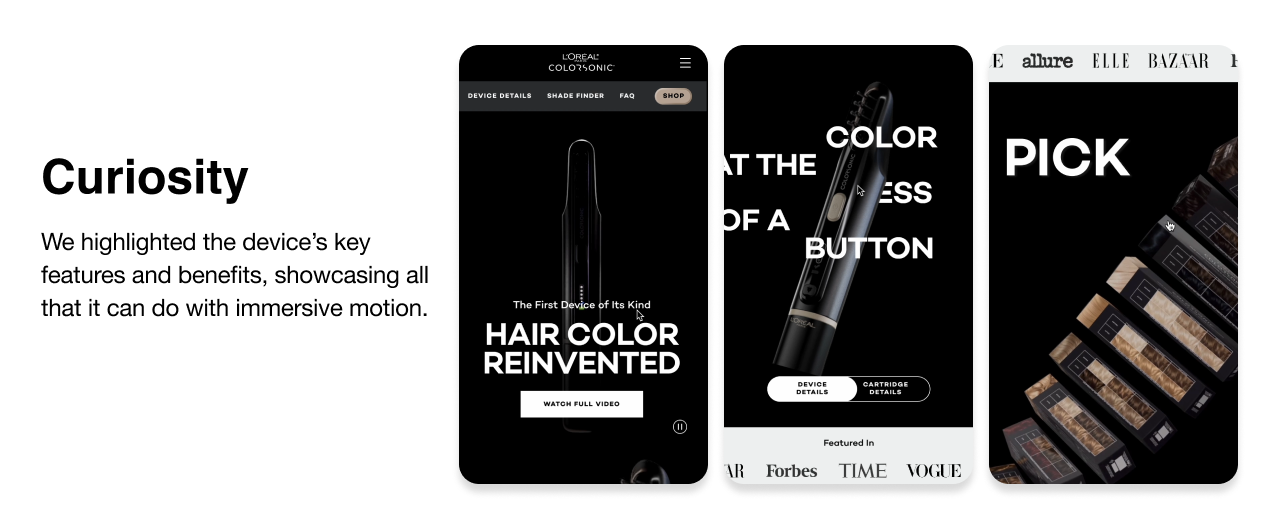 Curiosity
We highlighted the device’s key
features and benefits, showcasing all
that it can do with immersive motion.
L'ORÉAL
COLORSONIC
DEVICE DETAILS SHADE FINDER FAQ SHOP
The First Device of Its Kind
HAIR COLOR
REINVENTED
WATCH FULL VIDEO
COLOR
AT THE
ESS
OF A
BUTTON
COLORSONIC
L'ORÉAL
DEVICE DETAILS
CARTRIDGE DETAILS
Featured In
AR Forbes TIME VOGUE
E allure ELLE BAZAAR
PICK